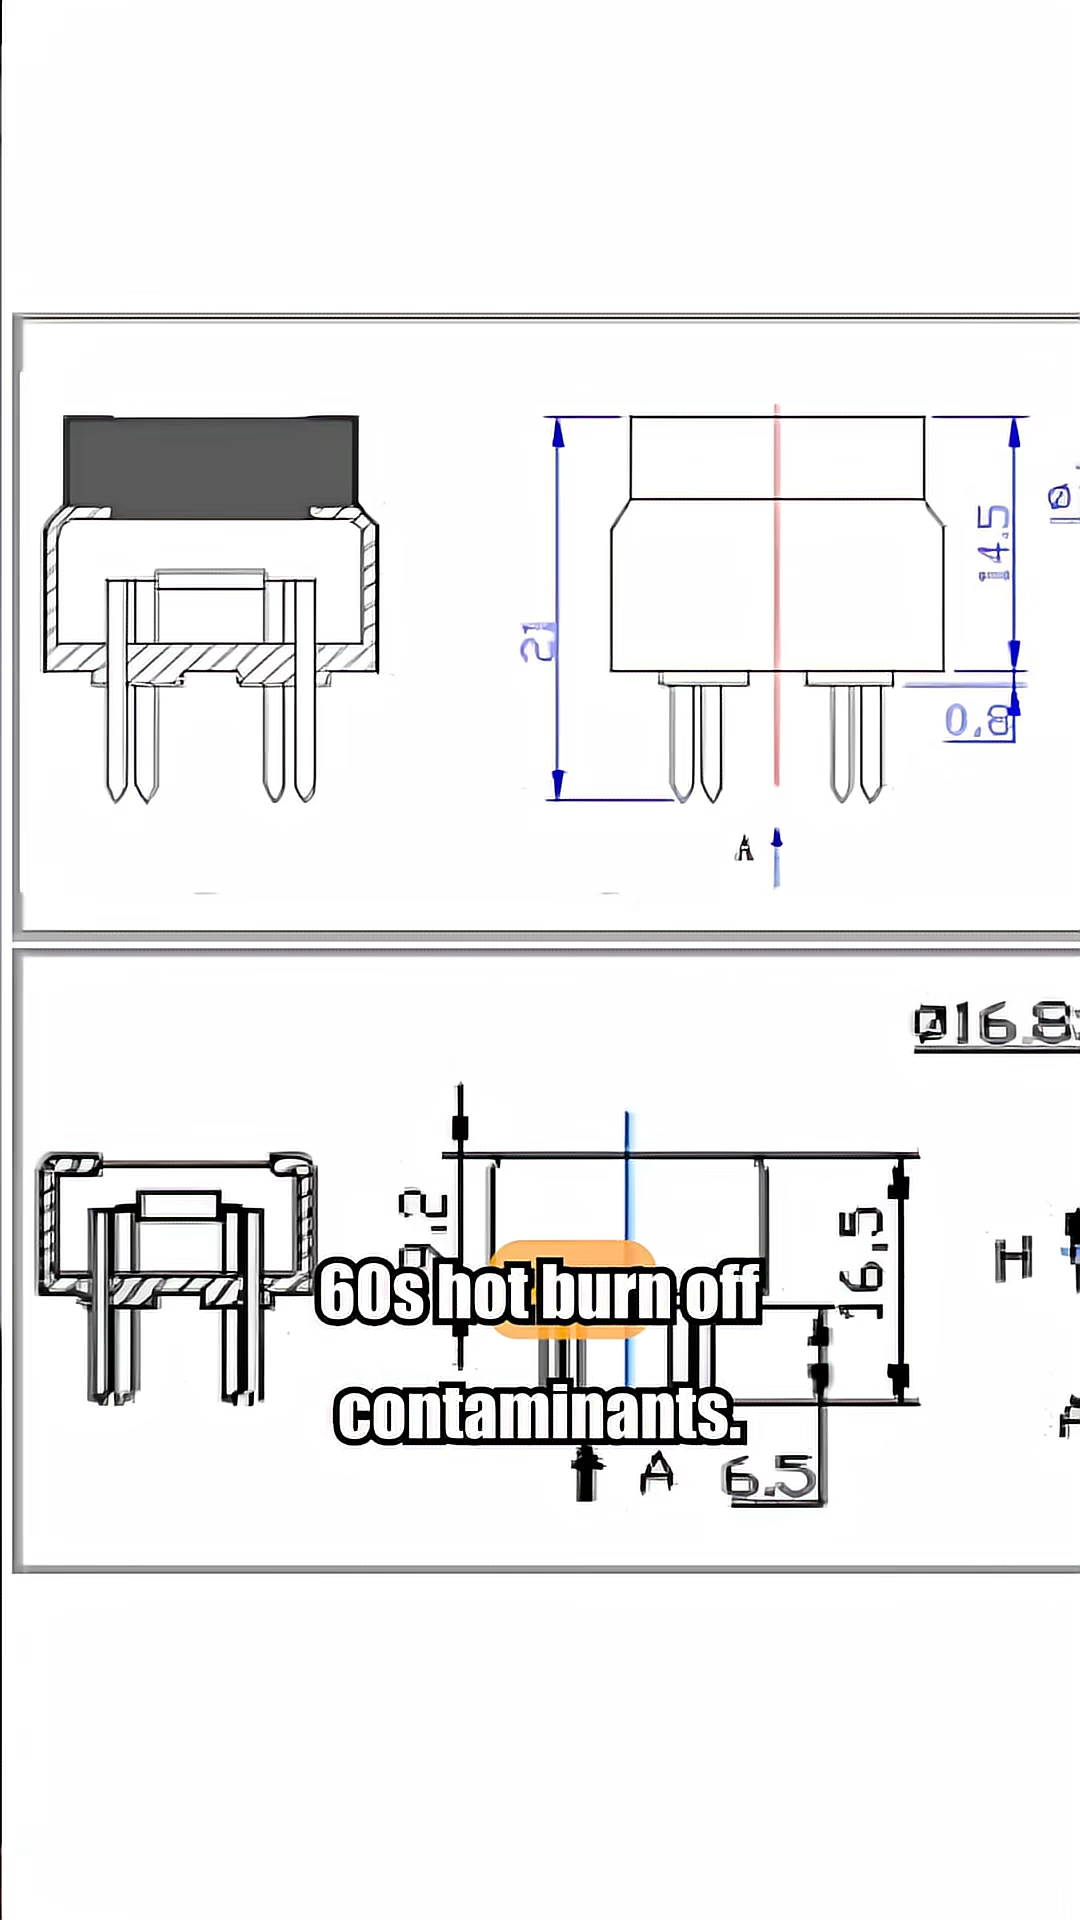 21
14.5
0.8
A
Ø16.8
9.2
16.5
H
60s hot burn off
contaminants.
A
6.5